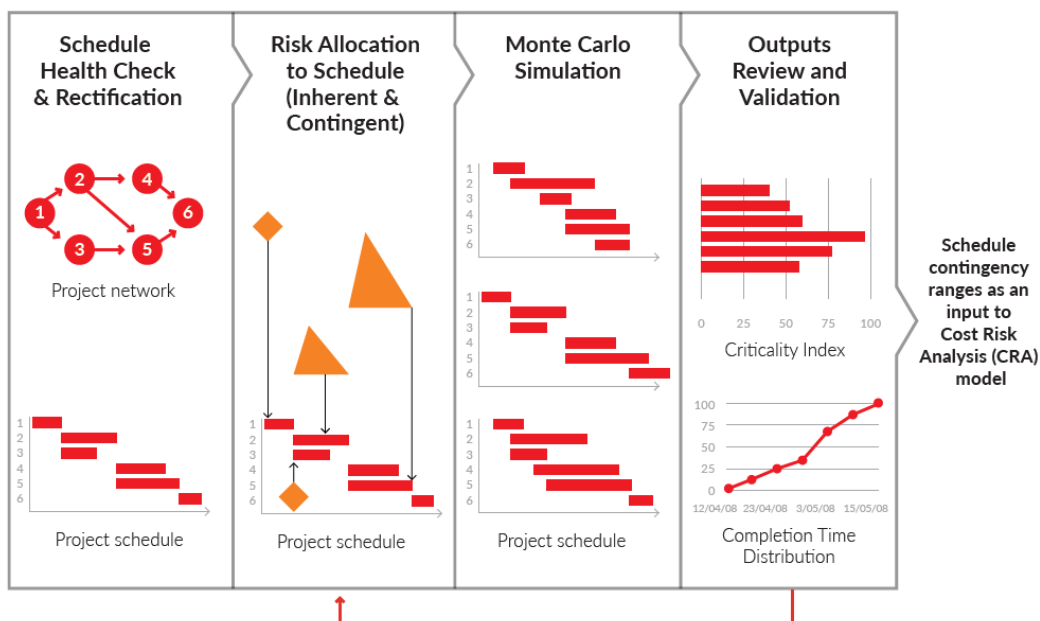 Schedule
Health Check
& Rectification
1
2
3
4
5
6
Project network
1
2
3
4
5
6
Project schedule
Risk Allocation
to Schedule
(Inherent &
Contingent)
1
2
3
4
5
6
Project schedule
Monte Carlo
Simulation
1
2
3
4
5
6
1
2
3
4
5
6
1
2
3
4
5
6
Project schedule
Outputs
Review and
Validation
0 25 50 75 100
Criticality Index
100
75
50
25
0
12/04/08 23/04/08 3/05/08 15/05/08
Completion Time
Distribution
Schedule
contingency
ranges as an
input to
Cost Risk
Analysis (CRA)
model